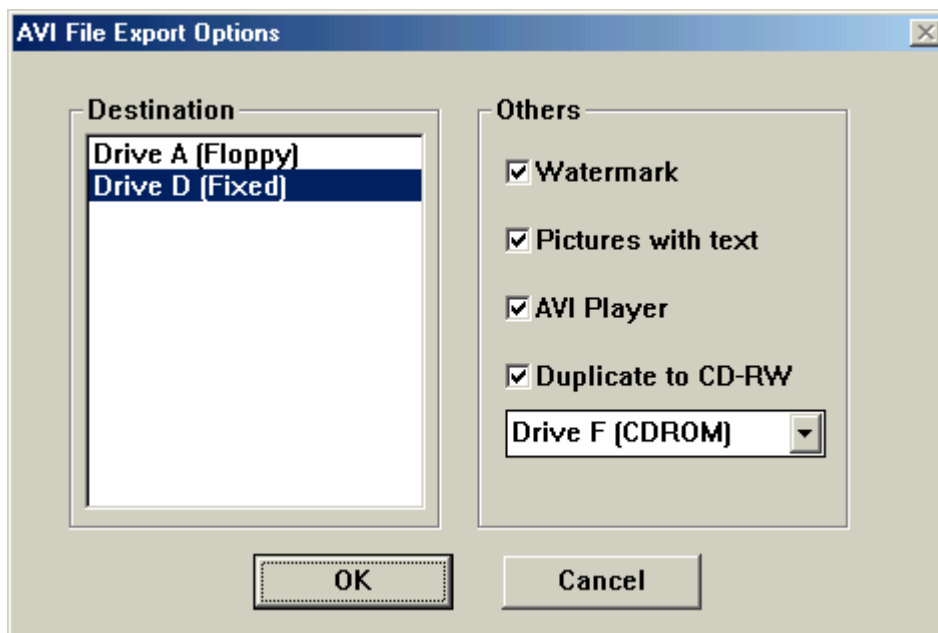 AVI File Export Options
Destination
Drive A (Floppy)
Drive D (Fixed)
Others
Watermark
Pictures with text
AVI Player
Duplicate to CD-RW
Drive F (CDROM)
OK
Cancel